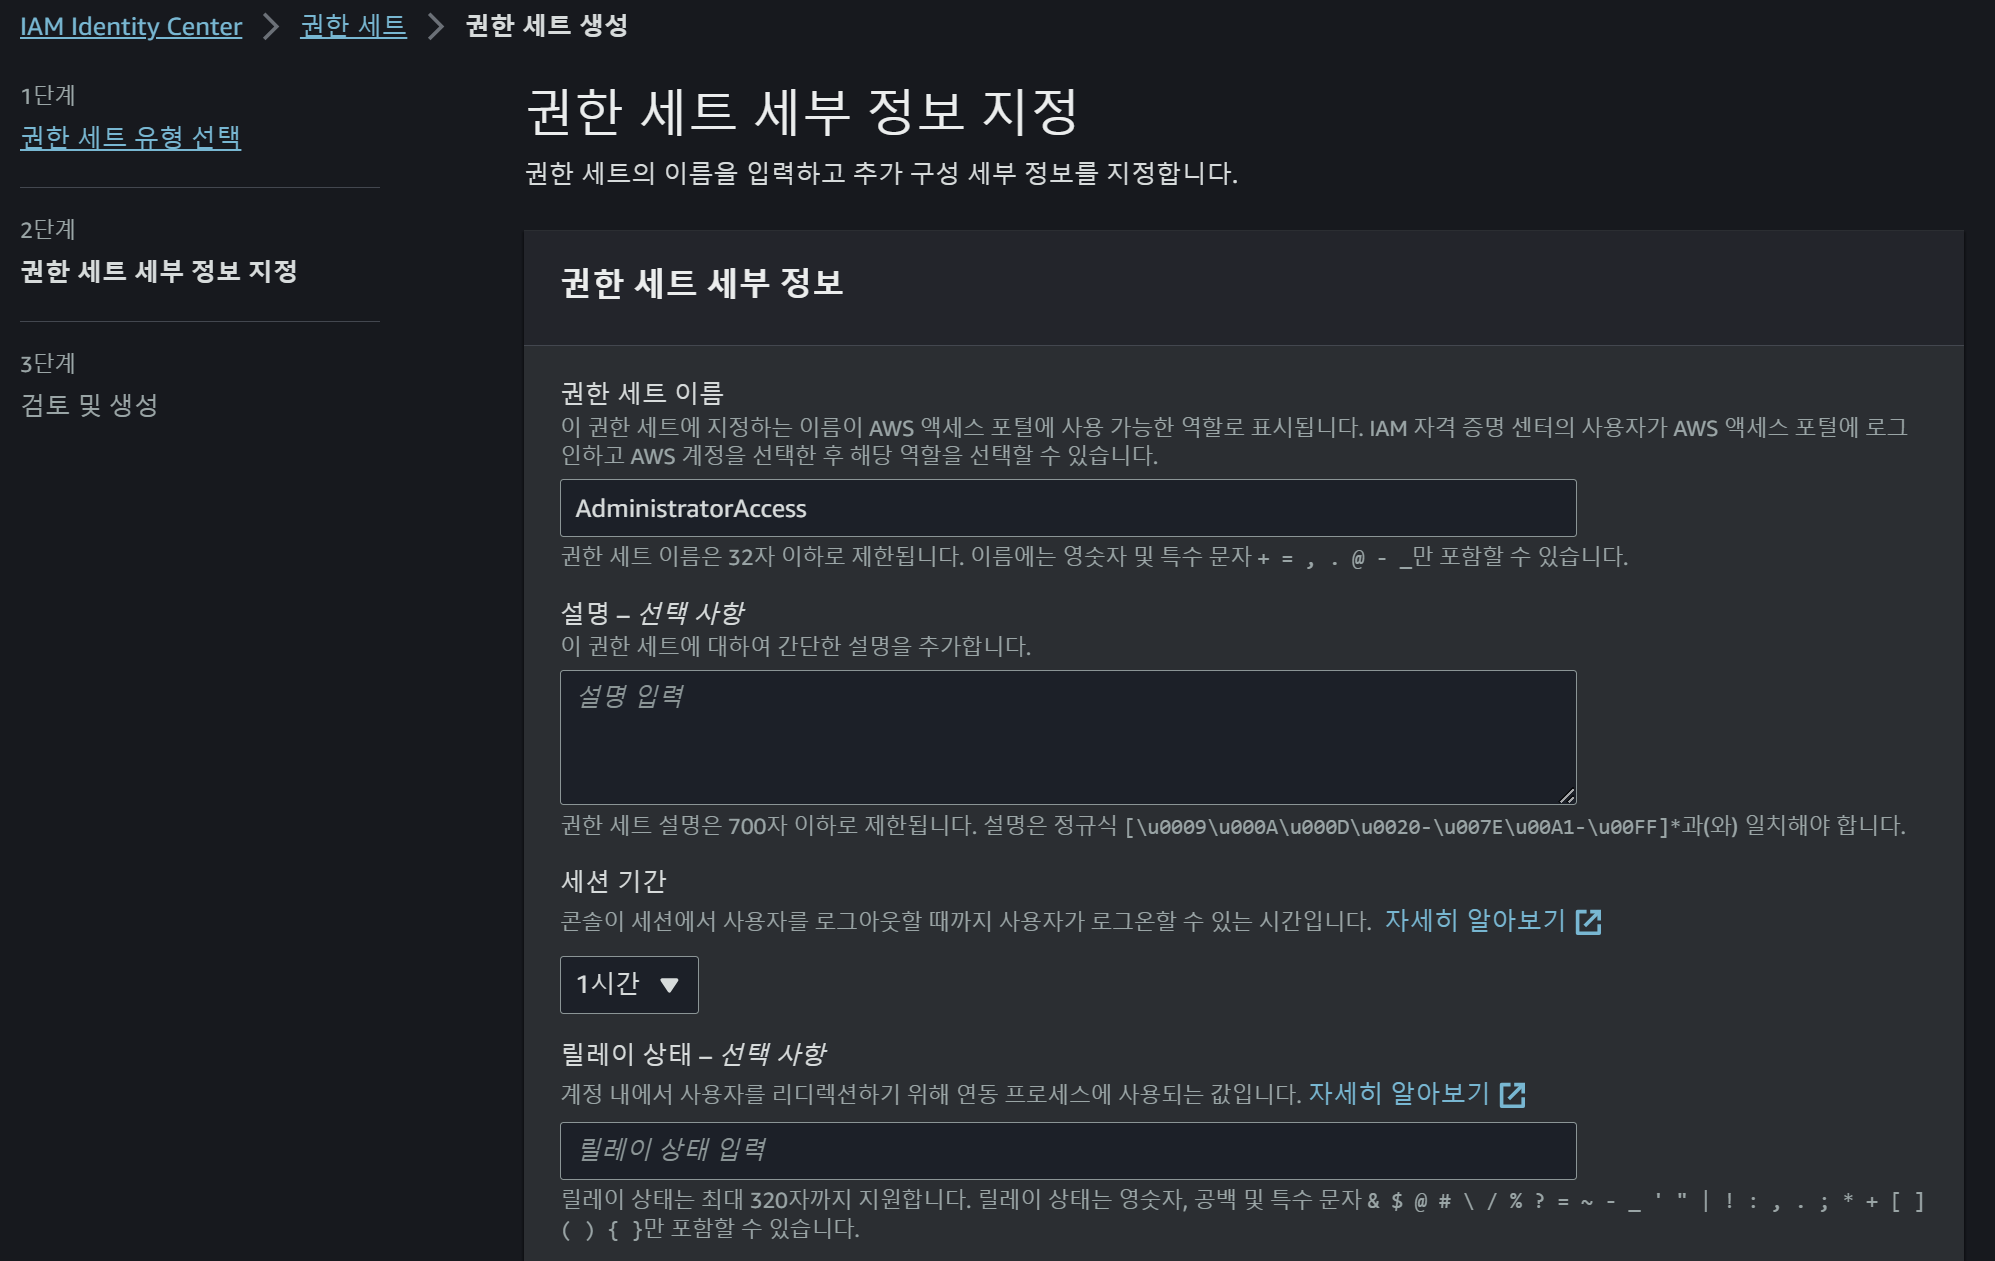 IAM Identity Center > 권한 세트 > 권한 세트 생성
1단계
권한 세트 유형 선택
2단계
권한 세트 세부 정보 지정
3단계
검토 및 생성
권한 세트 세부 정보 지정
권한 세트의 이름을 입력하고 추가 구성 세부 정보를 지정합니다.
권한 세트 세부 정보
권한 세트 이름
이 권한 세트에 지정하는 이름이 AWS 액세스 포털에 사용 가능한 역할로 표시됩니다. IAM 자격 증명 센터의 사용자가 AWS 액세스 포털에 로그
인하고 AWS 계정을 선택한 후 해당 역할을 선택할 수 있습니다.
AdministratorAccess
권한 세트 이름은 32자 이하로 제한됩니다. 이름에는 영숫자 및 특수 문자 + = , . @ - _만 포함할 수 있습니다.
설명 – 선택 사항
이 권한 세트에 대하여 간단한 설명을 추가합니다.
설명 입력
권한 세트 설명은 700자 이하로 제한됩니다. 설명은 정규식 [\u0009\u000A\u000D\u0020-\u007E\u00A1-\u00FF]*과(와) 일치해야 합니다.
세션 기간
콘솔이 세션에서 사용자를 로그아웃할 때까지 사용자가 로그온할 수 있는 시간입니다. 자세히 알아보기
1시간
릴레이 상태 – 선택 사항
계정 내에서 사용자를 리디렉션하기 위해 연동 프로세스에 사용되는 값입니다. 자세히 알아보기
릴레이 상태 입력
릴레이 상태는 최대 320자까지 지원합니다. 릴레이 상태는 영숫자, 공백 및 특수 문자 & $ @ # \ / % ? = ~ - _ ' " | ! : , . ; * + [ ]
( ) { }만 포함할 수 있습니다.